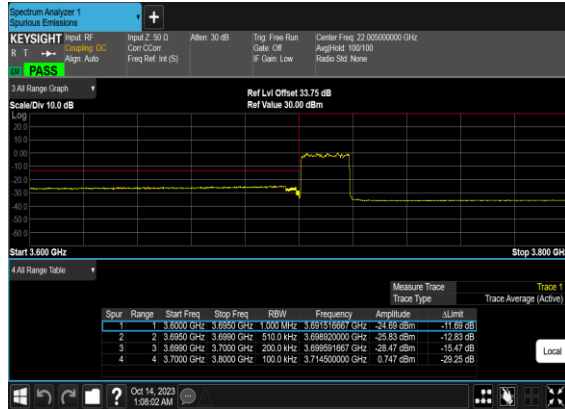 Spectrum Analyzer 1
Spurious Emissions
+
KEYSIGHT Input: RF Input Z: 50 Ω Atten: 30 dB Trig: Free Run Center Freq: 22.005000000 GHz
R T Coupling: DC Corr CCorr Gate: Off Avg|Hold: 100/100
Align: Auto Freq Ref: Int (S) IF Gain: Low Radio Std: None
PASS
3 All Range Graph Ref Lvl Offset 33.75 dB
Scale/Div 10.0 dB Ref Value 30.00 dBm
Log
20.0
10.0
0.00
-10.0
-20.0
-30.0
-40.0
-50.0
-60.0
Start 3.600 GHz Stop 3.800 GHz
4 All Range Table
Measure Trace Trace 1
Trace Type Trace Average (Active)
Spur Range Start Freq Stop Freq RBW Frequency Amplitude ΔLimit
1 1 3.6000 GHz 3.6950 GHz 1.000 MHz 3.691516667 GHz -24.69 dBm -11.69 dB
2 2 3.6950 GHz 3.6990 GHz 510.0 kHz 3.698920000 GHz -25.83 dBm -12.83 dB
3 3 3.6990 GHz 3.7000 GHz 200.0 kHz 3.699591667 GHz -28.47 dBm -15.47 dB
4 4 3.7000 GHz 3.8000 GHz 100.0 kHz 3.714500000 GHz 0.747 dBm -29.25 dB
Local
?
Oct 14, 2023
1:08:02 AM